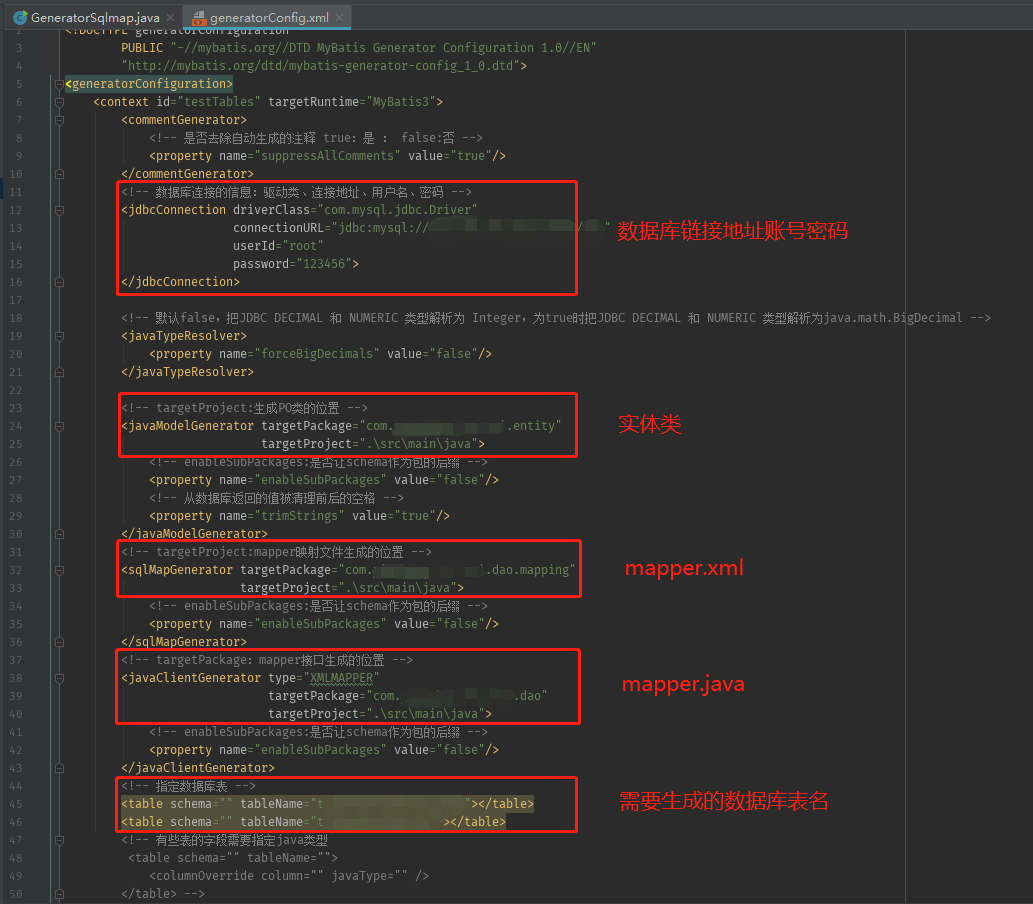 GeneratorSqlmap.java × generatorConfig.xml ×
2 <!DOCTYPE generatorConfiguration
3 PUBLIC "-//mybatis.org//DTD MyBatis Generator Configuration 1.0//EN"
4 "http://mybatis.org/dtd/mybatis-generator-config_1_0.dtd">
5 <generatorConfiguration>
6 <context id="testTables" targetRuntime="MyBatis3">
7 <commentGenerator>
8 <!-- 是否去除自动生成的注释 true：是 ： false:否 -->
9 <property name="suppressAllComments" value="true"/>
10 </commentGenerator>
11 <!-- 数据库连接的信息：驱动类、连接地址、用户名、密码 -->
12 <jdbcConnection driverClass="com.mysql.jdbc.Driver"
13 connectionURL="jdbc:mysql:// / " 数据库链接地址账号密码
14 userId="root"
15 password="123456">
16 </jdbcConnection>
17
18 <!-- 默认false，把JDBC DECIMAL 和 NUMERIC 类型解析为 Integer，为true时把JDBC DECIMAL 和 NUMERIC 类型解析为java.math.BigDecimal -->
19 <javaTypeResolver>
20 <property name="forceBigDecimals" value="false"/>
21 </javaTypeResolver>
22
23 <!-- targetProject:生成PO类的位置 -->
24 <javaModelGenerator targetPackage="com. .entity" 实体类
25 targetProject=".\src\main\java">
26 <!-- enableSubPackages:是否让schema作为包的后缀 -->
27 <property name="enableSubPackages" value="false"/>
28 <!-- 从数据库返回的值被清理前后的空格 -->
29 <property name="trimStrings" value="true"/>
30 </javaModelGenerator>
31 <!-- targetProject:mapper映射文件生成的位置 -->
32 <sqlMapGenerator targetPackage="com. .dao.mapping" mapper.xml
33 targetProject=".\src\main\java">
34 <!-- enableSubPackages:是否让schema作为包的后缀 -->
35 <property name="enableSubPackages" value="false"/>
36 </sqlMapGenerator>
37 <!-- targetPackage：mapper接口生成的位置 -->
38 <javaClientGenerator type="XMLMAPPER" mapper.java
39 targetPackage="com. .dao"
40 targetProject=".\src\main\java">
41 <!-- enableSubPackages:是否让schema作为包的后缀 -->
42 <property name="enableSubPackages" value="false"/>
43 </javaClientGenerator>
44 <!-- 指定数据库表 -->
45 <table schema="" tableName="t "></table> 需要生成的数据库表名
46 <table schema="" tableName="t ></table>
47 <!-- 有些表的字段需要指定java类型
48 <table schema="" tableName="">
49 <columnOverride column="" javaType="" />
50 </table> -->